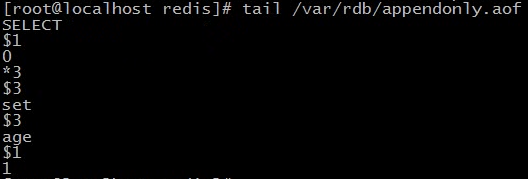 [root@localhost redis]# tail /var/rdb/appendonly.aof
SELECT
$1
0
*3
$3
set
$3
age
$1
1